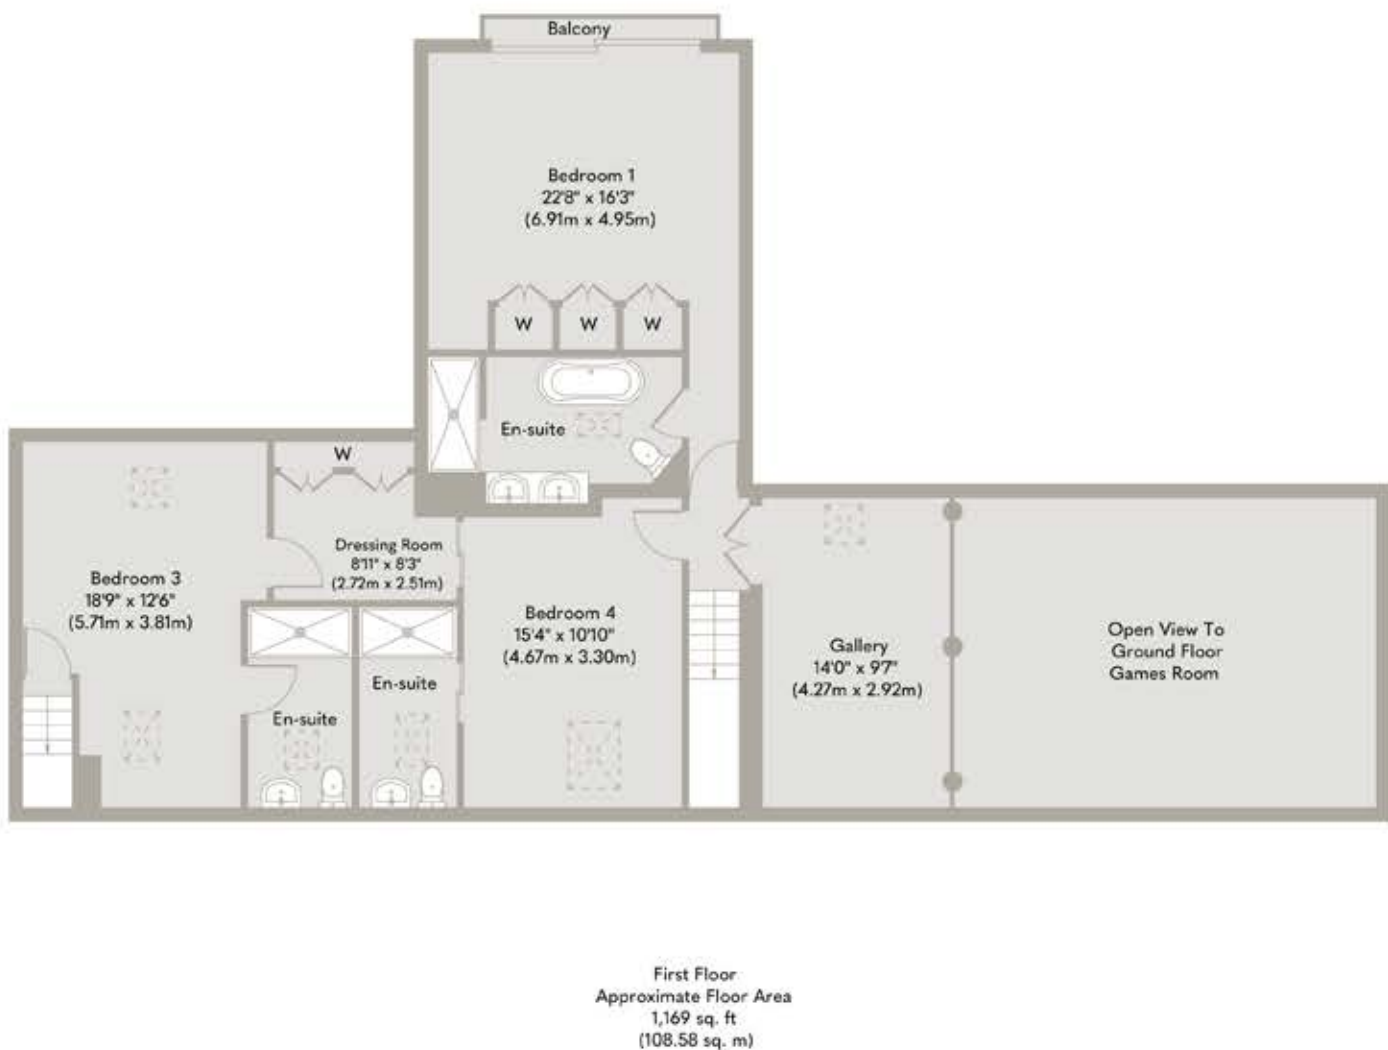 Balcony
Bedroom 1
22'8" x 16'3"
(6.91m x 4.95m)
W
W
W
En-suite
W
Dressing Room
8'11" x 8'3"
(2.72m x 2.51m)
Bedroom 3
18'9" x 12'6"
(5.71m x 3.81m)
Bedroom 4
15'4" x 10'10"
(4.67m x 3.30m)
En-suite
En-suite
Gallery
14'0" x 9'7"
(4.27m x 2.92m)
Open View To
Ground Floor
Games Room
First Floor
Approximate Floor Area
1,169 sq. ft
(108.58 sq. m)